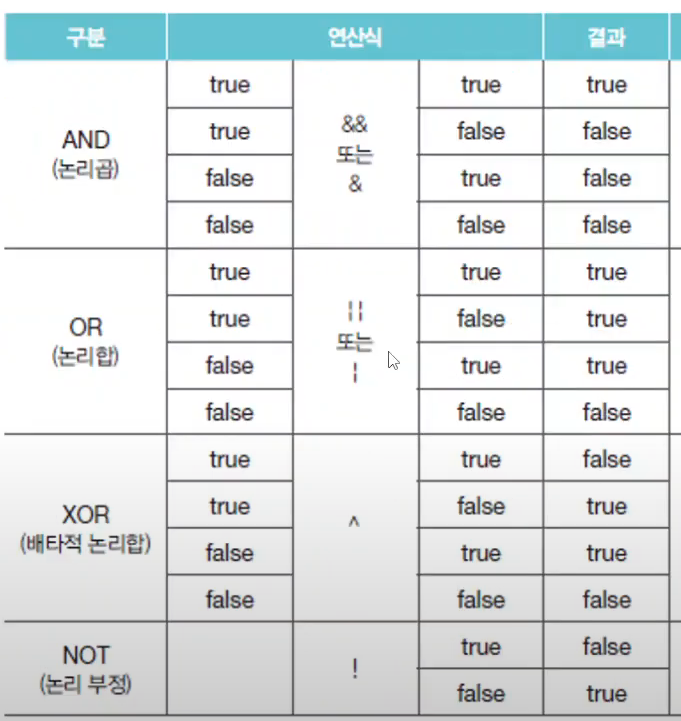 구분 연산식 결과
AND
(논리곱)
true && 또는 & true true
true false false
false true false
false false false
OR
(논리합)
true || 또는 | true true
true false true
false true true
false false false
XOR
(배타적 논리합)
true ^ true false
true false true
false true true
false false false
NOT
(논리 부정)
! true false
false true